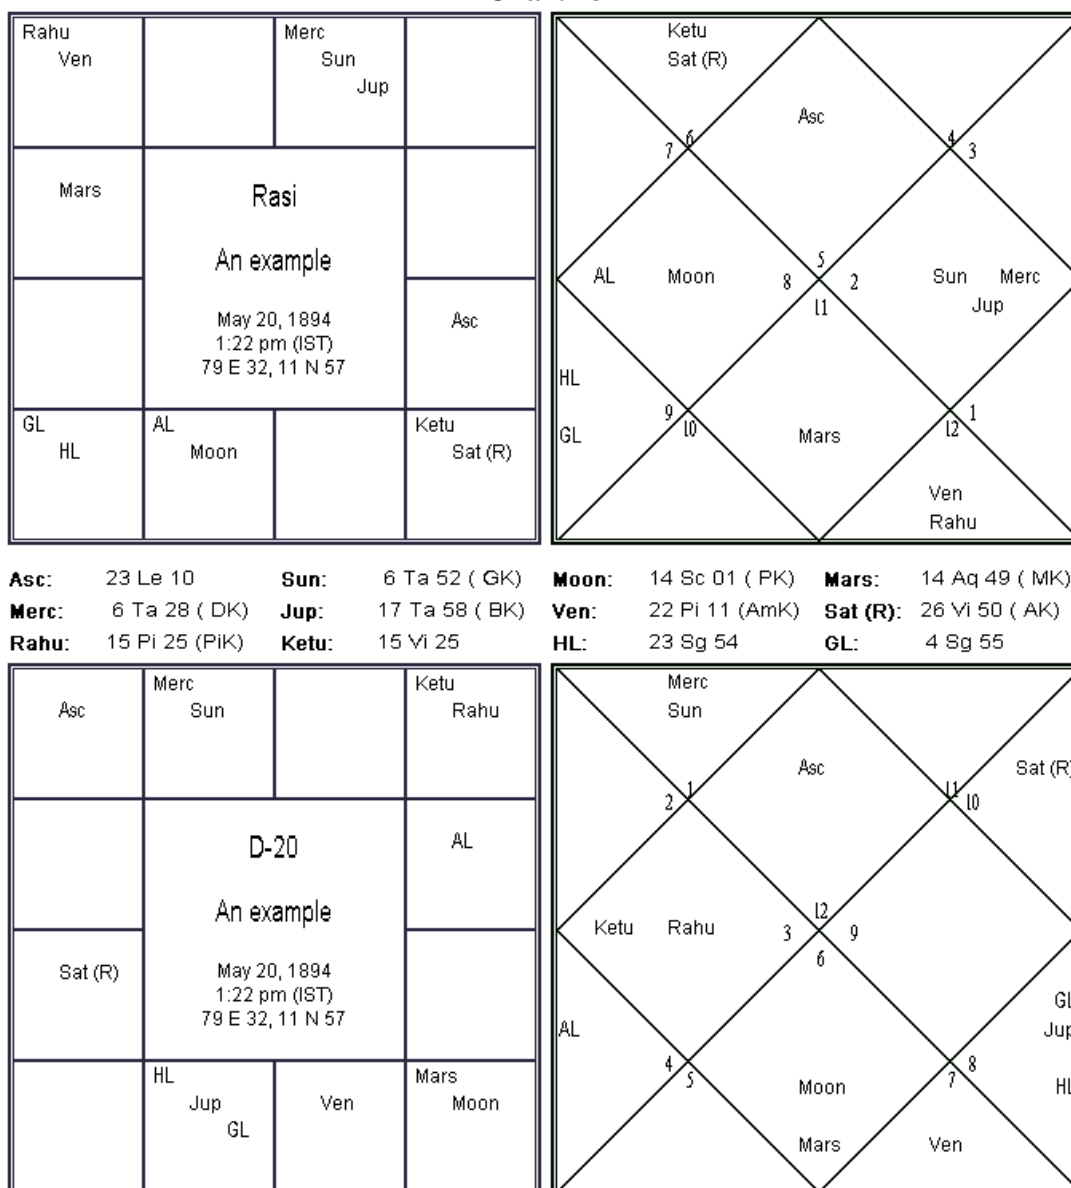 Rahu
Ven
Merc
Sun
Jup
Mars
Rasi
An example
May 20, 1894
1:22 pm (IST)
79 E 32, 11 N 57
Asc
GL
HL
AL
Moon
Ketu
Sat (R)
Ketu
Sat (R)
Asc
6
7
4
3
AL
Moon
5
8
2
11
Sun Merc
Jup
HL
GL
9
10
Mars
1
12
Ven
Rahu
Asc: 23 Le 10 Sun: 6 Ta 52 ( GK) Moon: 14 Sc 01 ( PK) Mars: 14 Aq 49 ( MK)
Merc: 6 Ta 28 ( DK) Jup: 17 Ta 58 ( BK) Ven: 22 Pi 11 (AmK) Sat (R): 26 Vi 50 ( AK)
Rahu: 15 Pi 25 (PiK) Ketu: 15 Vi 25 HL: 23 Sg 54 GL: 4 Sg 55
Asc
Merc
Sun
Ketu
Rahu
D-20
An example
May 20, 1894
1:22 pm (IST)
79 E 32, 11 N 57
AL
Sat (R)
HL
Jup
GL
Ven
Mars
Moon
Merc
Sun
Asc
Sat (R)
1
2
11
10
Ketu Rahu
12
3
9
6
GL
Jup
HL
AL
4
5
Moon
Mars
8
7
Ven